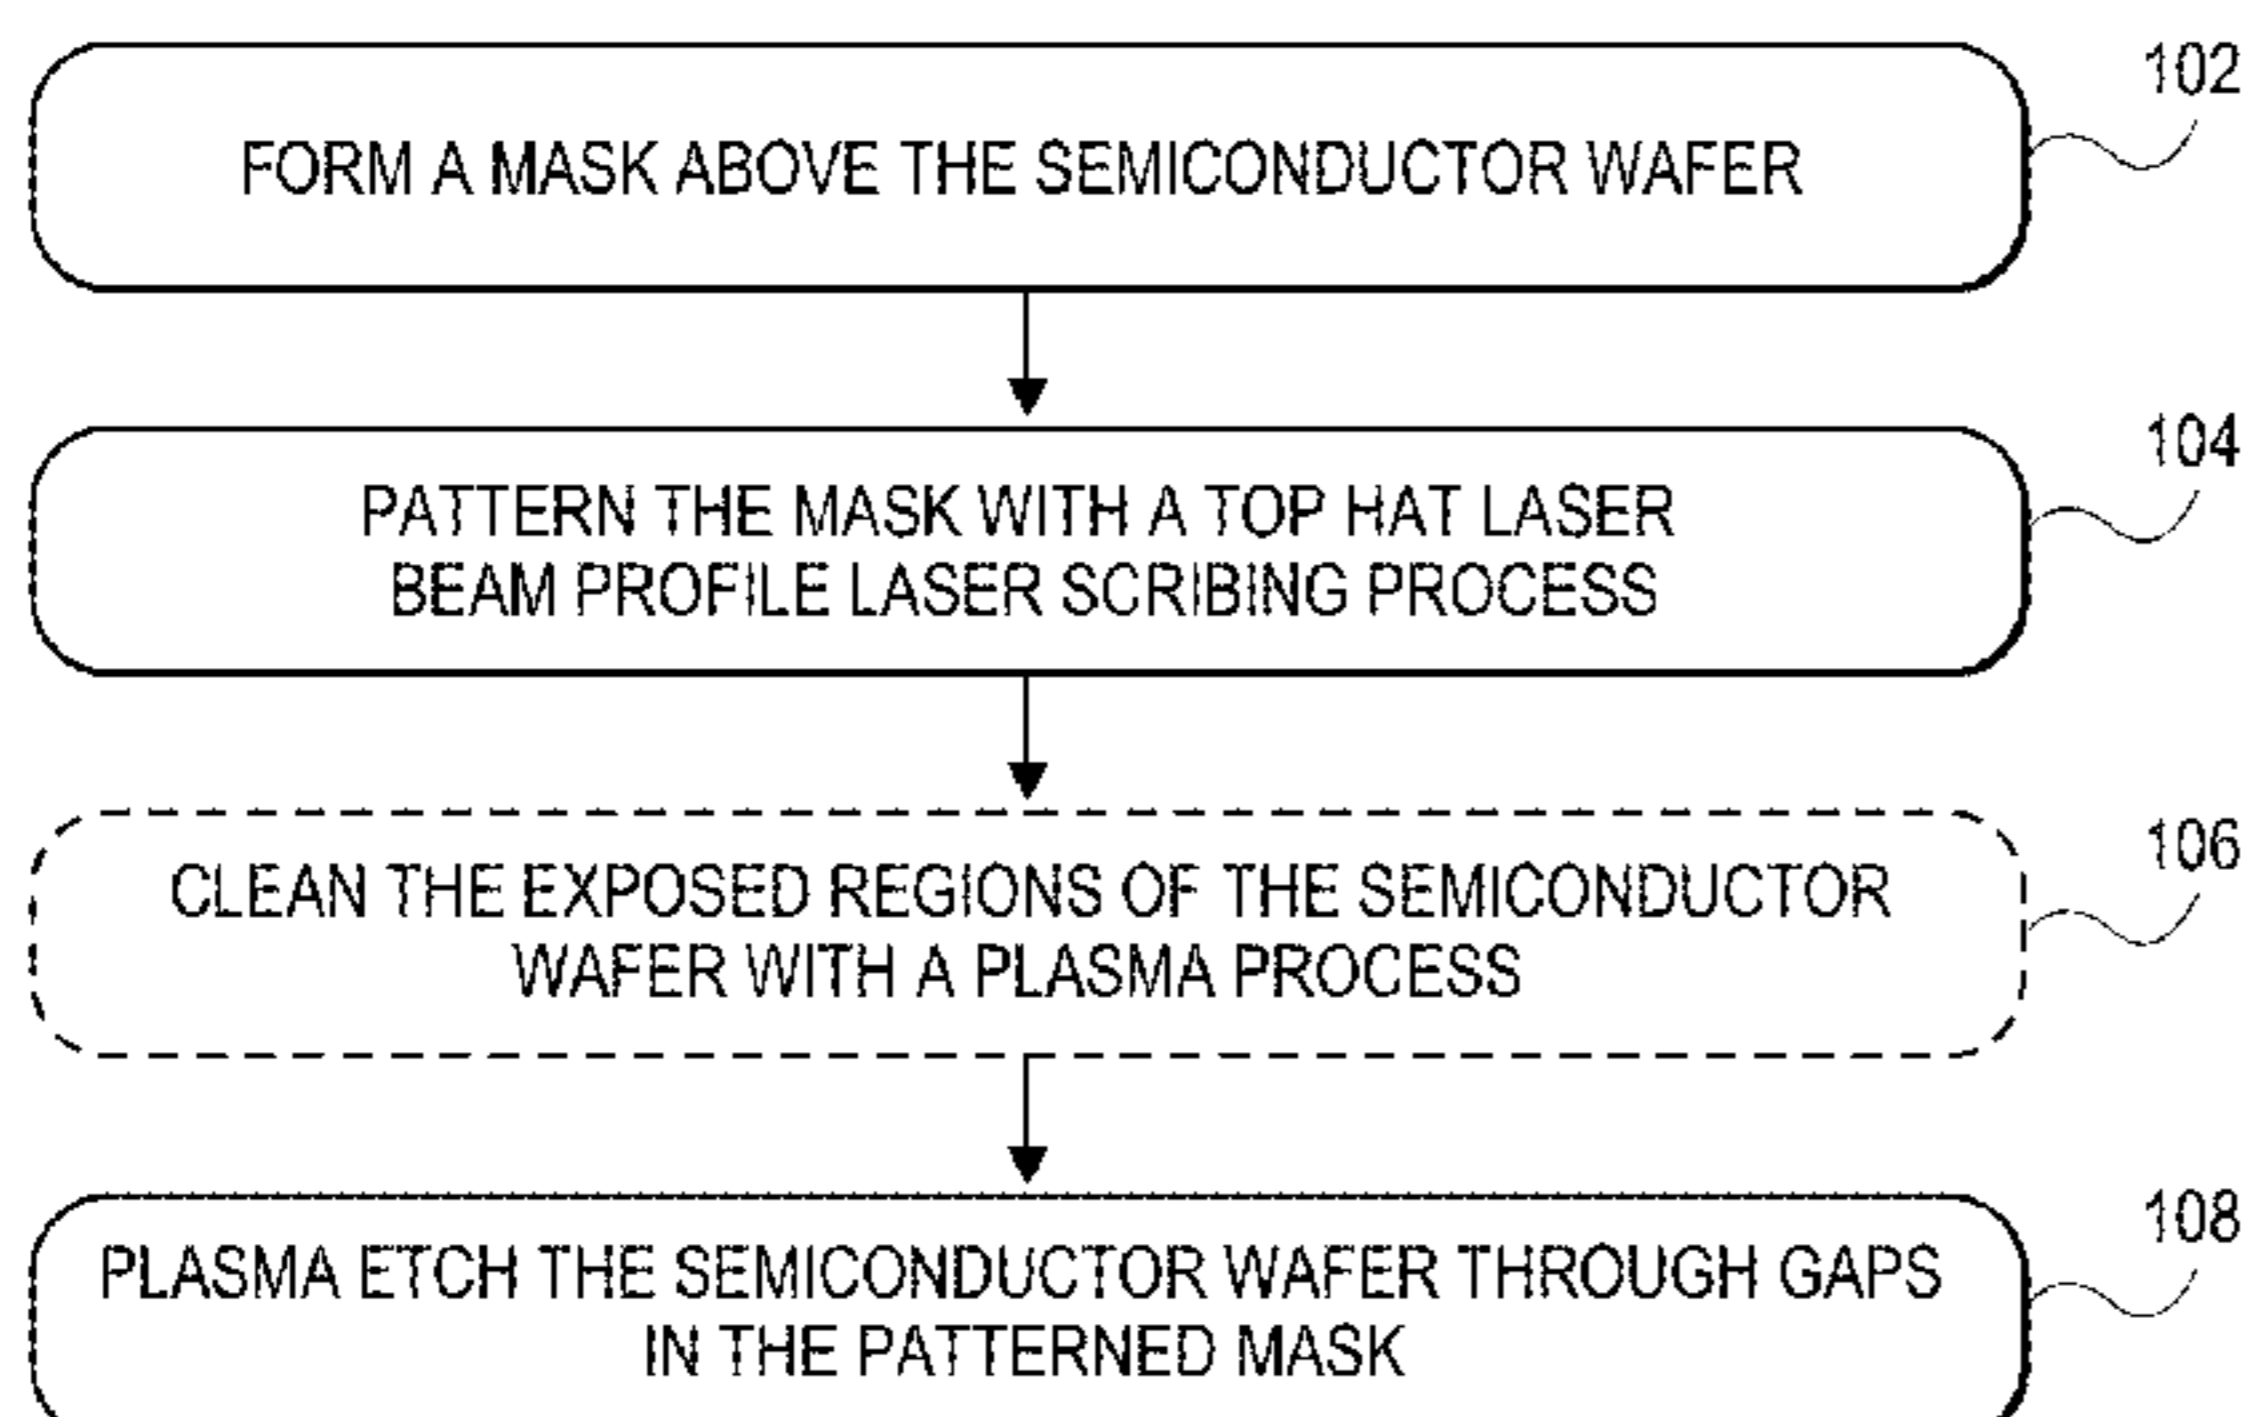 102
FORM A MASK ABOVE THE SEMICONDUCTOR WAFER
104
PATTERN THE MASK WITH A TOP HAT LASER
BEAM PROFILE LASER SCRIBING PROCESS
106
CLEAN THE EXPOSED REGIONS OF THE SEMICONDUCTOR
WAFER WITH A PLASMA PROCESS
108
PLASMA ETCH THE SEMICONDUCTOR WAFER THROUGH GAPS
IN THE PATTERNED MASK